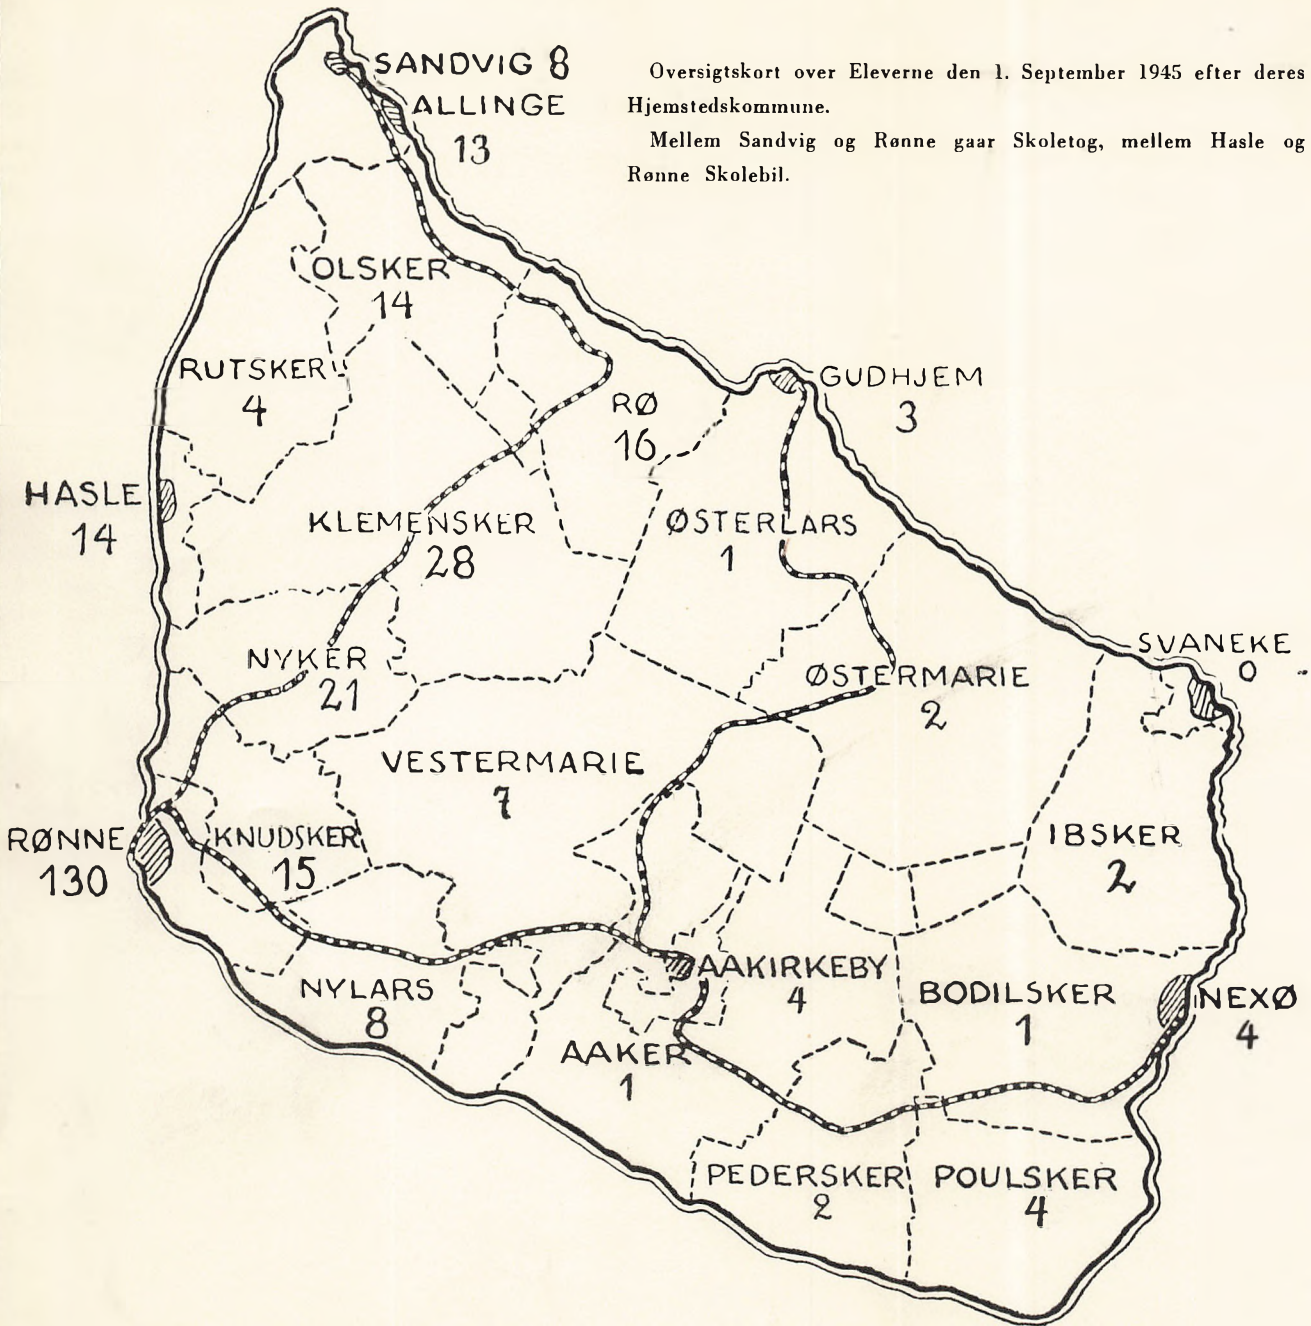 SANDVIG 8
ALLINGE
13
Oversigtskort over Eleverne den 1. September 1945 efter deres
Hjemstedskommune.
Mellem Sandvig og Rønne gaar Skoletog, mellem Hasle og
Rønne Skolebil.
OLSKER
14
RUTSKER
4
RØ
16
GUDHJEM
3
HASLE
14
KLEMENSKER
28
ØSTERLARS
1
NYKER
21
ØSTERMARIE
2
SVANEKE
0
VESTERMARIE
7
RØNNE
130
KNUDSKER
15
IBSKER
2
NYLARS
8
AAKIRKEBY
4
BODILSKER
1
NEXØ
4
AAKER
1
PEDERSKER
2
POULSKER
4